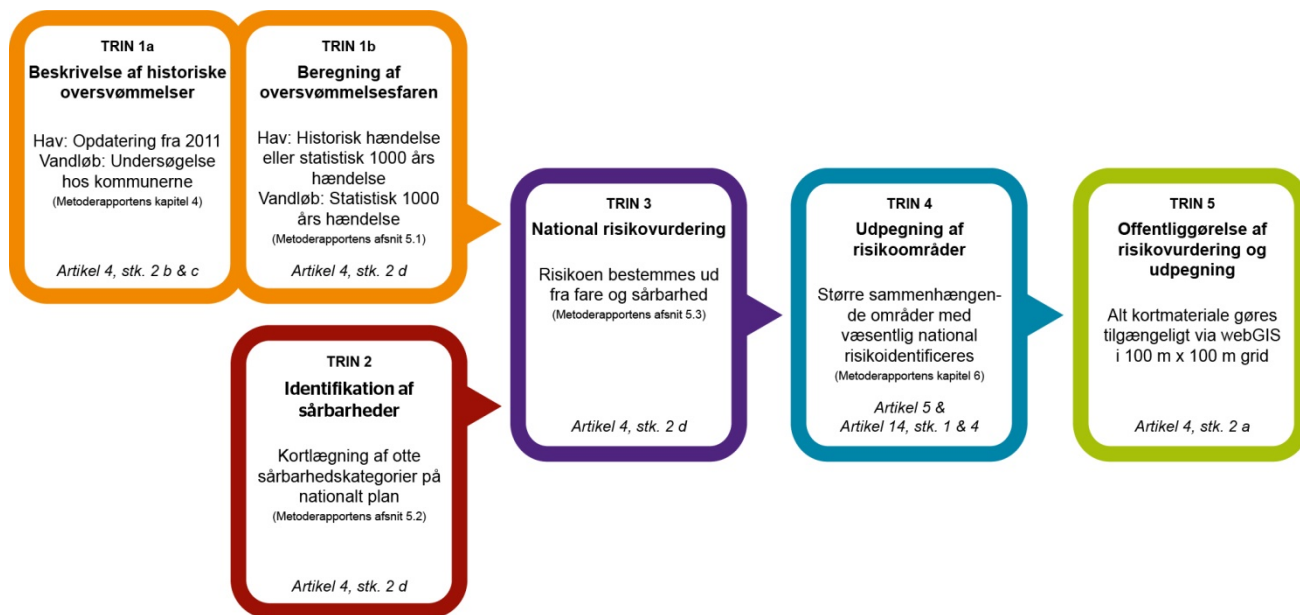 TRIN 1a
Beskrivelse af historiske
oversvømmelser
Hav: Opdatering fra 2011
Vandløb: Undersøgelse
hos kommunerne
(Metoderapportens kapitel 4)
Artikel 4, stk. 2 b & c
TRIN 1b
Beregning af
oversvømmelsesfaren
Hav: Historisk hændelse
eller statistisk 1000 års
hændelse
Vandløb: Statistisk 1000
års hændelse
(Metoderapportens afsnit 5.1)
Artikel 4, stk. 2 d
TRIN 2
Identifikation af
sårbarheder
Kortlægning af otte
sårbarhedskategorier på
nationalt plan
(Metoderapportens afsnit 5.2)
Artikel 4, stk. 2 d
TRIN 3
National risikovurdering
Risikoen bestemmes ud
fra fare og sårbarhed
(Metoderapportens afsnit 5.3)
Artikel 4, stk. 2 d
TRIN 4
Udpegning af
risikoområder
Større sammenhængen-
de områder med
væsentlig national
risikoidentificeres
(Metoderapportens kapitel 6)
Artikel 5 &
Artikel 14, stk. 1 & 4
TRIN 5
Offentliggørelse af
risikovurdering og
udpegning
Alt kortmateriale gøres
tilgængeligt via webGIS
i 100 m x 100 m grid
Artikel 4, stk. 2 a